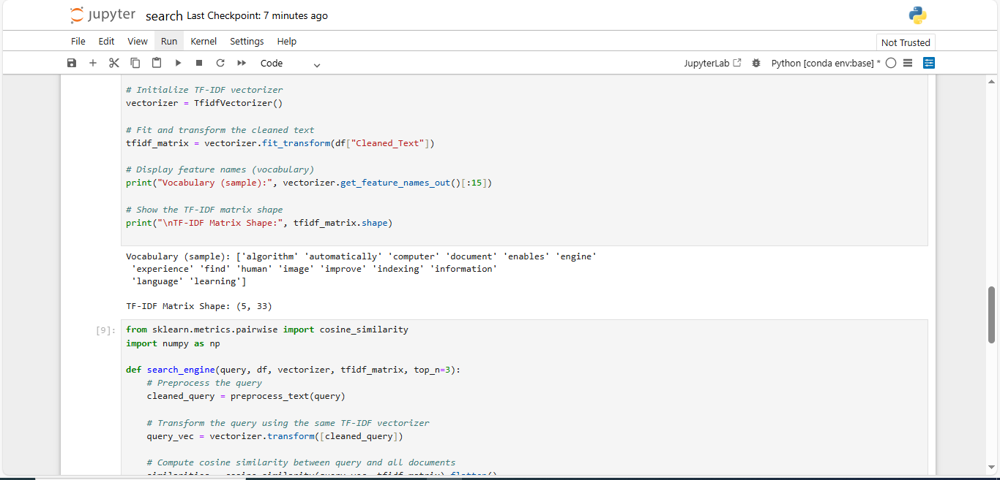 jupyter search Last Checkpoint: 7 minutes ago
File Edit View Run Kernel Settings Help
Not Trusted
Code
JupyterLab
Python [conda env:base] *
# Initialize TF-IDF vectorizer
vectorizer = TfidfVectorizer()
# Fit and transform the cleaned text
tfidf_matrix = vectorizer.fit_transform(df["Cleaned_Text"])
# Display feature names (vocabulary)
print("Vocabulary (sample):", vectorizer.get_feature_names_out()[:15])
# Show the TF-IDF matrix shape
print("\nTF-IDF Matrix Shape:", tfidf_matrix.shape)
Vocabulary (sample): ['algorithm' 'automatically' 'computer' 'document' 'enables' 'engine'
'experience' 'find' 'human' 'image' 'improve' 'indexing' 'information'
'language' 'learning']
TF-IDF Matrix Shape: (5, 33)
[9]:
from sklearn.metrics.pairwise import cosine_similarity
import numpy as np
def search_engine(query, df, vectorizer, tfidf_matrix, top_n=3):
# Preprocess the query
cleaned_query = preprocess_text(query)
# Transform the query using the same TF-IDF vectorizer
query_vec = vectorizer.transform([cleaned_query])
# Compute cosine similarity between query and all documents
similarities = cosine_similarity(query_vec, tfidf_matrix).flatten()